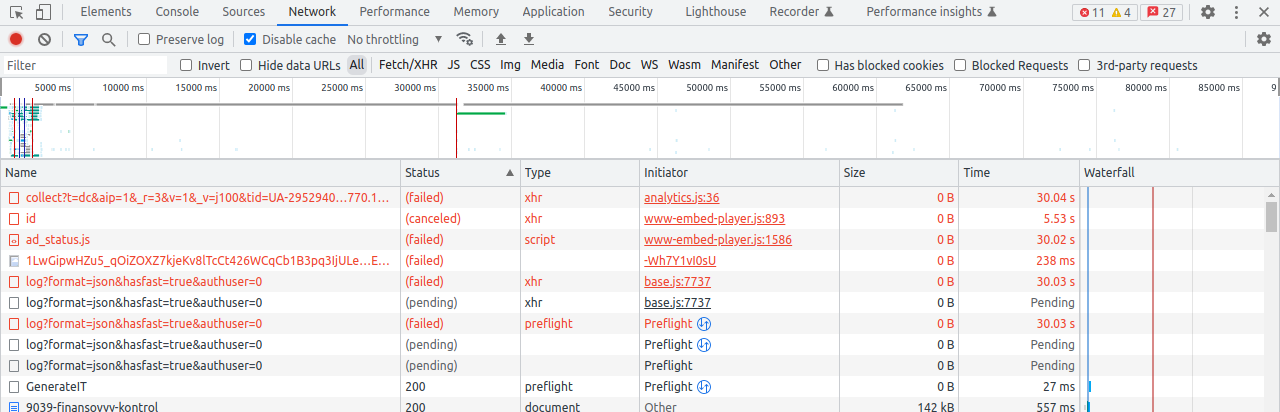 Elements Console Sources Network Performance Memory Application Security Lighthouse Recorder Performance insights 11 4 27
Preserve log Disable cache No throttling
Filter Invert Hide data URLs All Fetch/XHR JS CSS Img Media Font Doc WS Wasm Manifest Other Has blocked cookies Blocked Requests 3rd-party requests
5000 ms 10000 ms 15000 ms 20000 ms 25000 ms 30000 ms 35000 ms 40000 ms 45000 ms 50000 ms 55000 ms 60000 ms 65000 ms 70000 ms 75000 ms 80000 ms 85000 ms 9
Name Status Type Initiator Size Time Waterfall
collect?t=dc&aip=1&_r=3&v=1&_v=j100&tid=UA-2952940…770.1… (failed) xhr analytics.js:36 0 B 30.04 s
id (canceled) xhr www-embed-player.js:893 0 B 5.53 s
ad_status.js (failed) script www-embed-player.js:1586 0 B 30.02 s
1LwGipwHZu5_qOiZOXZ7kjeKv8lTcCt426WCqCb1B3pq3IjULe…E… (failed) -Wh7Y1vI0sU 0 B 238 ms
log?format=json&hasfast=true&authuser=0 (failed) xhr base.js:7737 0 B 30.03 s
log?format=json&hasfast=true&authuser=0 (pending) xhr base.js:7737 0 B Pending
log?format=json&hasfast=true&authuser=0 (failed) preflight Preflight 0 B 30.03 s
log?format=json&hasfast=true&authuser=0 (pending) Preflight 0 B Pending
log?format=json&hasfast=true&authuser=0 (pending) Preflight 0 B Pending
GenerateIT 200 preflight Preflight 0 B 27 ms
9039-finansovyy-kontrol 200 document Other 142 kB 557 ms